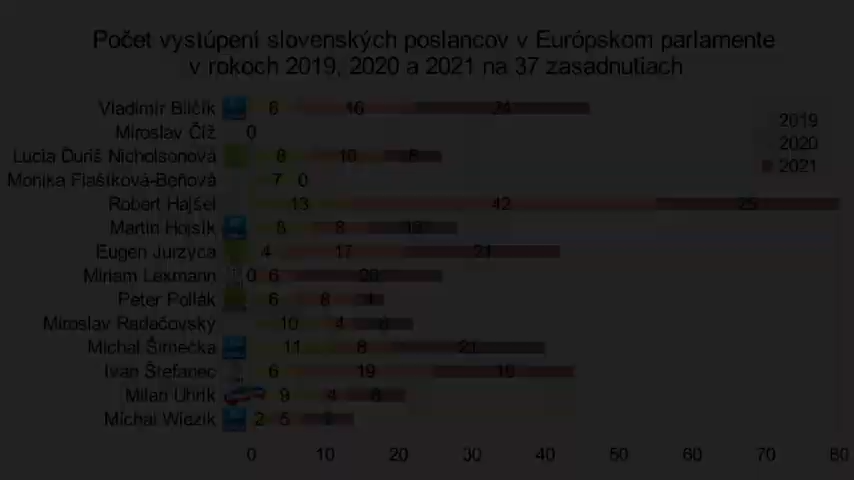 Počet vystúpení slovenských poslancov v Európskom parlamente
v rokoch 2019, 2020 a 2021 na 37 zasadnutiach
2019
2020
2021
Vladimír Bilčík 6 16 24
Miroslav Číž 0
Lucia Ďuriš Nicholsonová 8 10 8
Monika Flašíková-Beňová 7 0
Robert Hajšel 13 42 25
Martin Hojsík 8 8
Eugen Jurzyca 4 17 21
Miriam Lexmann 0 6 20
Peter Pollák 6 8 4
Miroslav Radačovský 10 4
Michal Šimečka 11 8 21
Ivan Štefanec 6 19
Milan Uhrík 9 4 8
Michal Wiezik 2 5
0 10 20 30 40 50 60 70 80